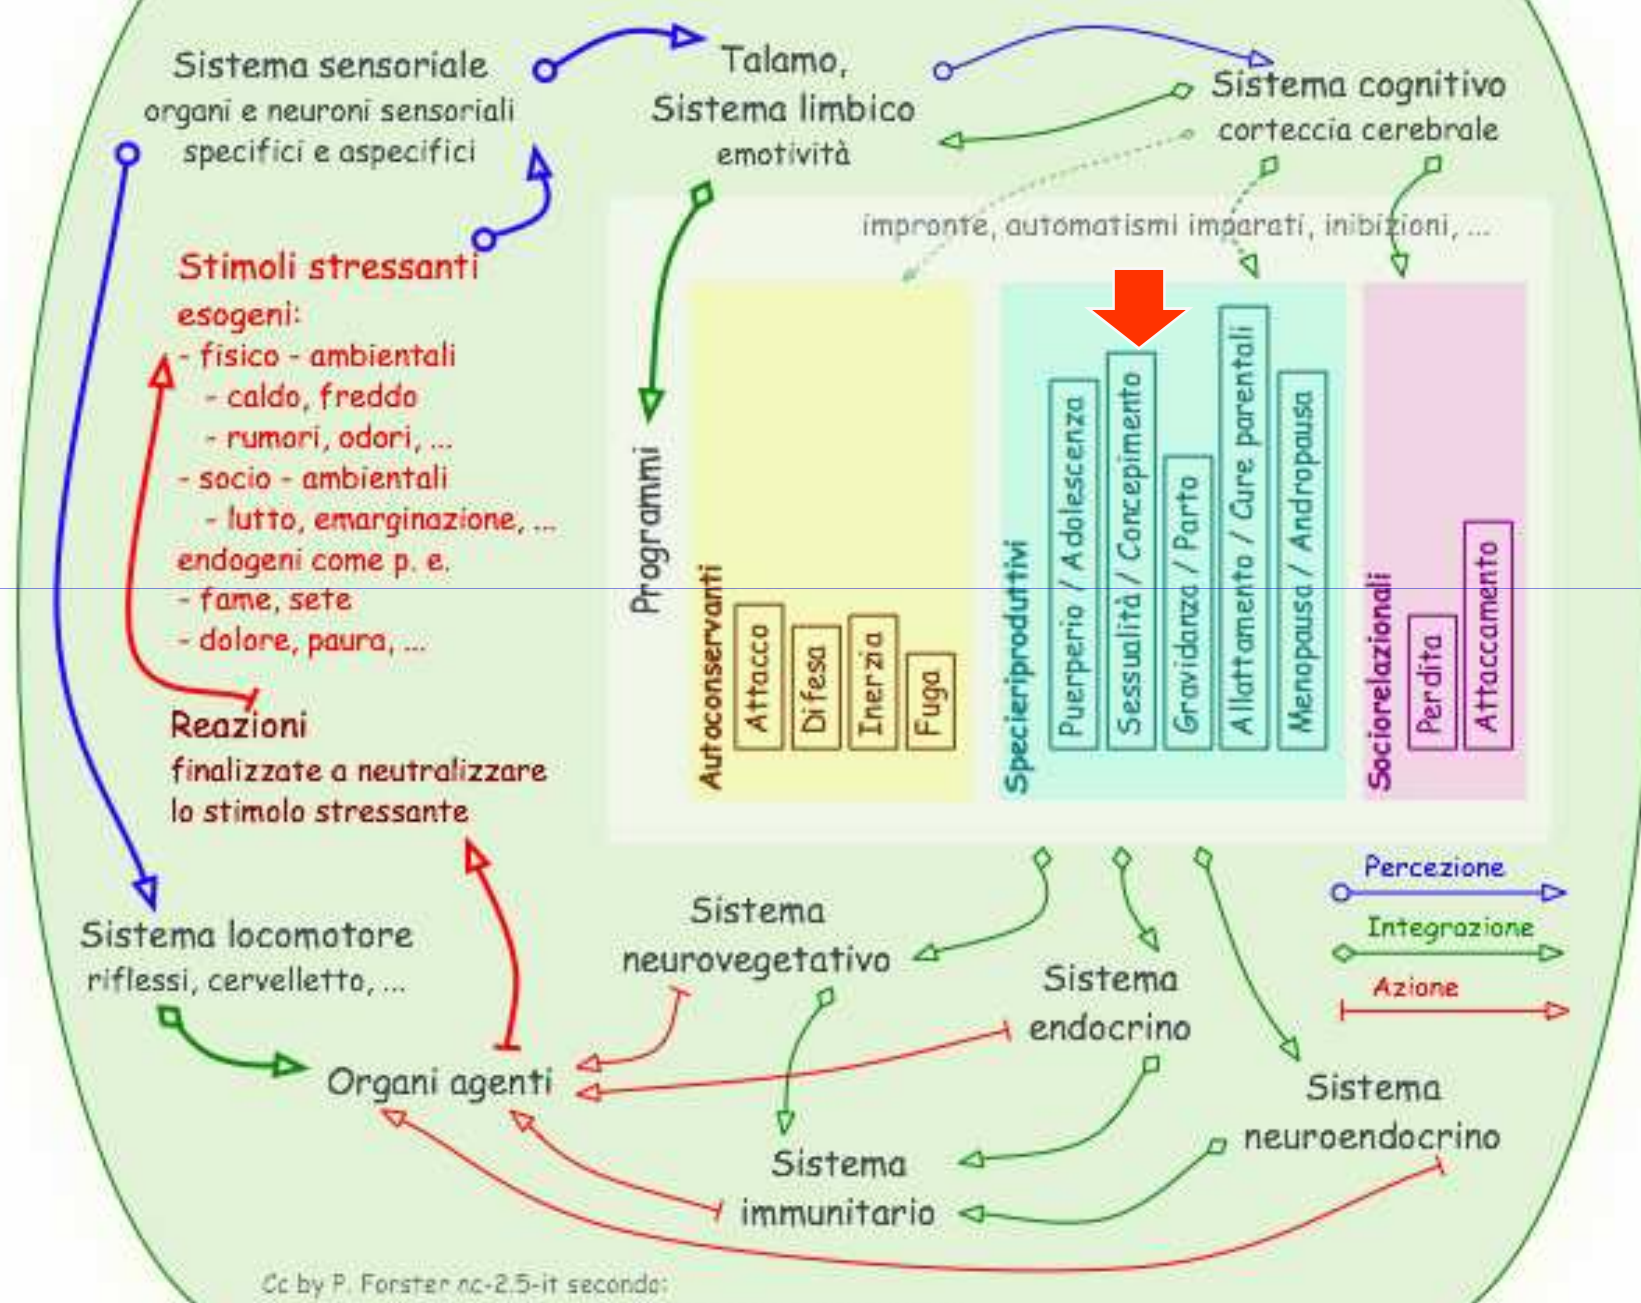 Sistema sensoriale
organi e neuroni sensoriali
specifici e aspecifici
Talamo,
Sistema limbico
emotività
Sistema cognitivo
corteccia cerebrale
Stimoli stressanti
esogeni:
- fisico - ambientali
- caldo, freddo
- rumori, odori, ...
- socio - ambientali
- lutto, emarginazione, ...
endogeni come p. e.
- fame, sete
- dolore, paura, ...
Reazioni
finalizzate a neutralizzare
lo stimolo stressante
impronte, automatismi imparati, inibizioni, ...
Programmi
Autoconservanti
Attacco
Difesa
Inerzia
Fuga
Specieriprodutivi
Puerperio / Adolescenza
Sessualità / Concepimento
Gravidanza / Parto
Allattamento / Cure parentali
Menopausa / Andropausa
Sociorelazionali
Perdita
Attaccamento
Percezione
Integrazione
Azione
Sistema locomotore
riflessi, cervelletto, ...
Sistema
neurovegetativo
Sistema
endocrino
Organi agenti
Sistema
neuroendocrino
Sistema
immunitario
Cc by P. Forster nc-2.5-it secondo: